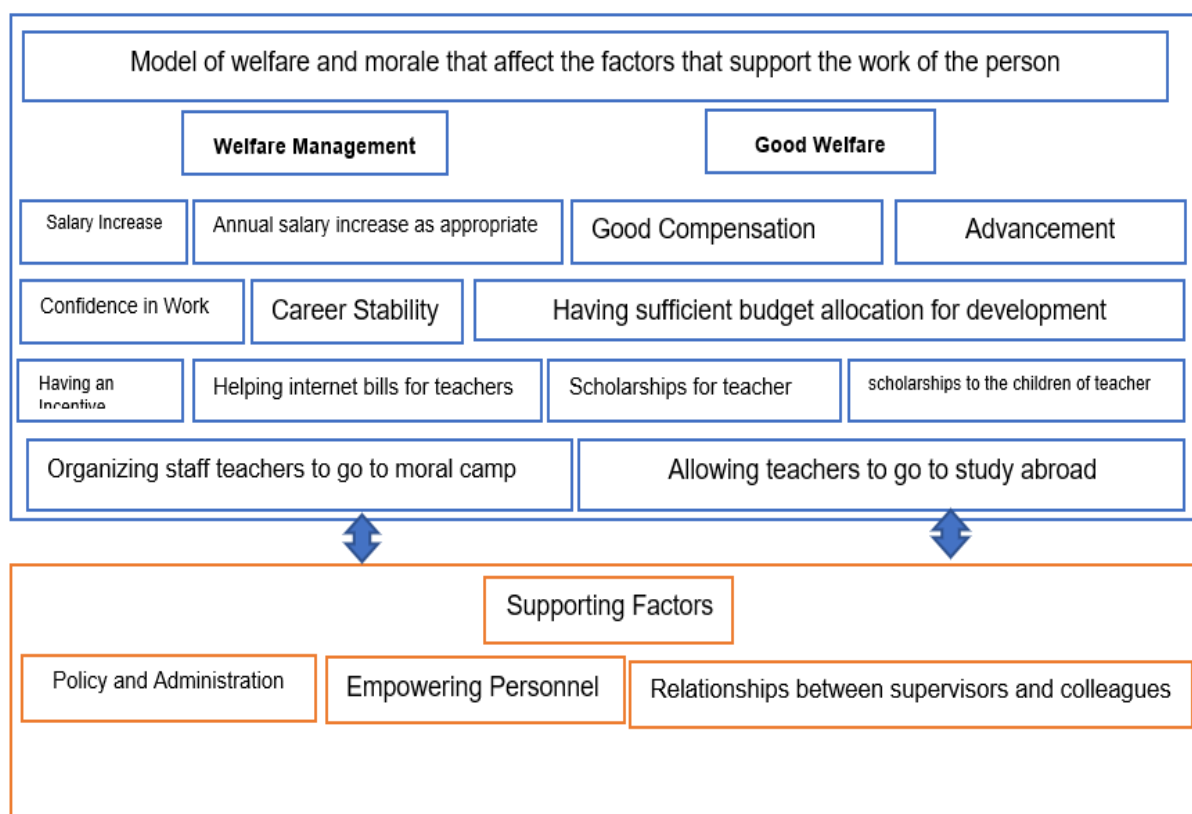 Model of welfare and morale that affect the factors that support the work of the person
Welfare Management
Good Welfare
Salary Increase
Annual salary increase as appropriate
Good Compensation
Advancement
Confidence in Work
Career Stability
Having sufficient budget allocation for development
Having an
Incentive
Helping internet bills for teachers
Scholarships for teacher
scholarships to the children of teacher
Organizing staff teachers to go to moral camp
Allowing teachers to go to study abroad
Supporting Factors
Policy and Administration
Empowering Personnel
Relationships between supervisors and colleagues